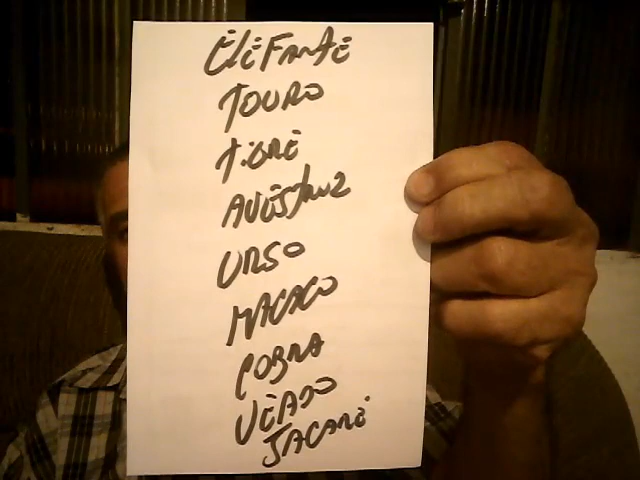 ELEFANTE
TOURO
TIGRE
AVESTRUZ
URSO
MACACO
COBRA
VEADO
JACARÉ